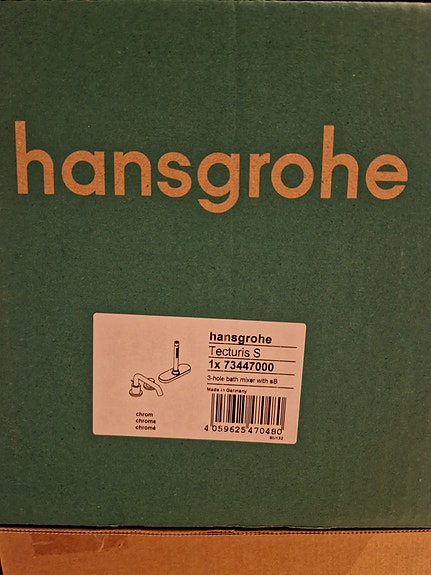 hansgrohe
hansgrohe
Tecturis S
1x 73447000
3-hole bath mixer with sB
Made in Germany
chrom
chrome
chromé
4 059625 470480